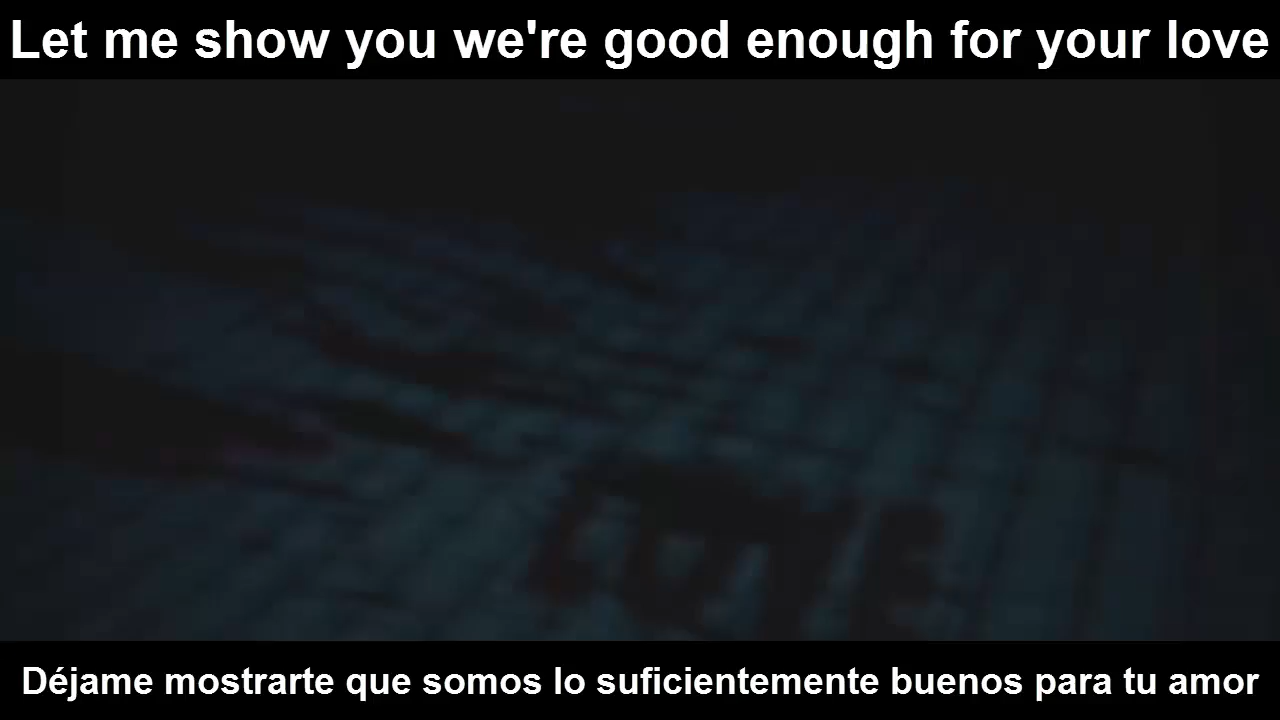 Let me show you we're good enough for your love
Déjame mostrarte que somos lo suficientemente buenos para tu amor